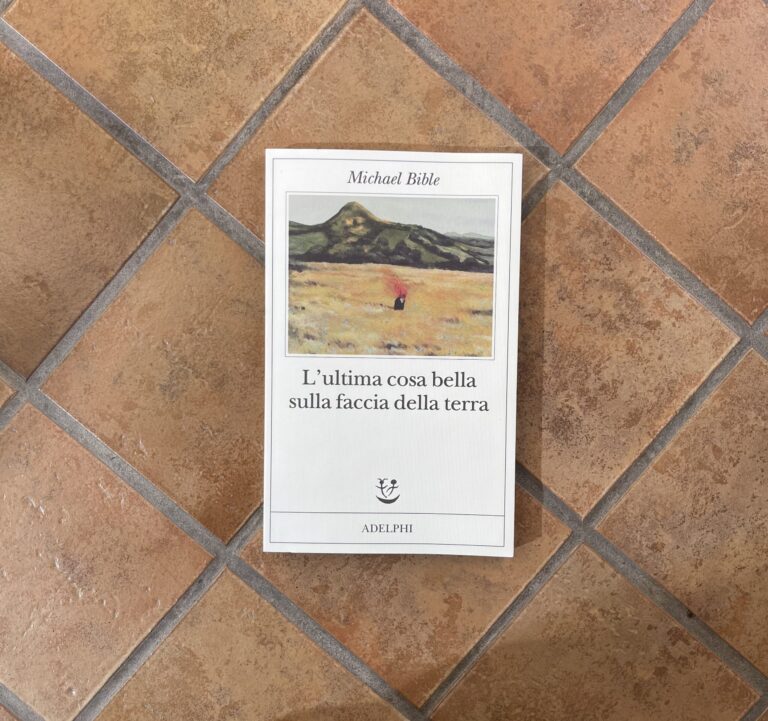 Michael Bible
L’ultima cosa bella
sulla faccia della terra
ADELPHI